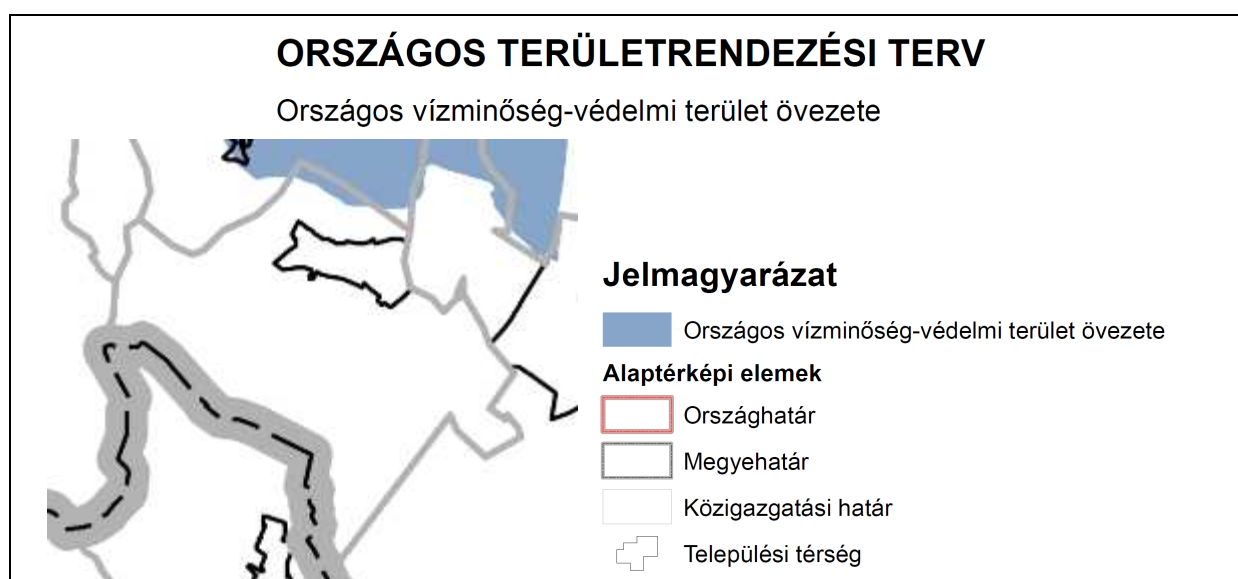 ORSZÁGOS TERÜLETRENDEZÉSI TERV
Országos vízminőség-védelmi terület övezete
Jelmagyarázat
Országos vízminőség-védelmi terület övezete
Alaptérképi elemek
Országhatár
Megyehatár
Közigazgatási határ
Települési térség